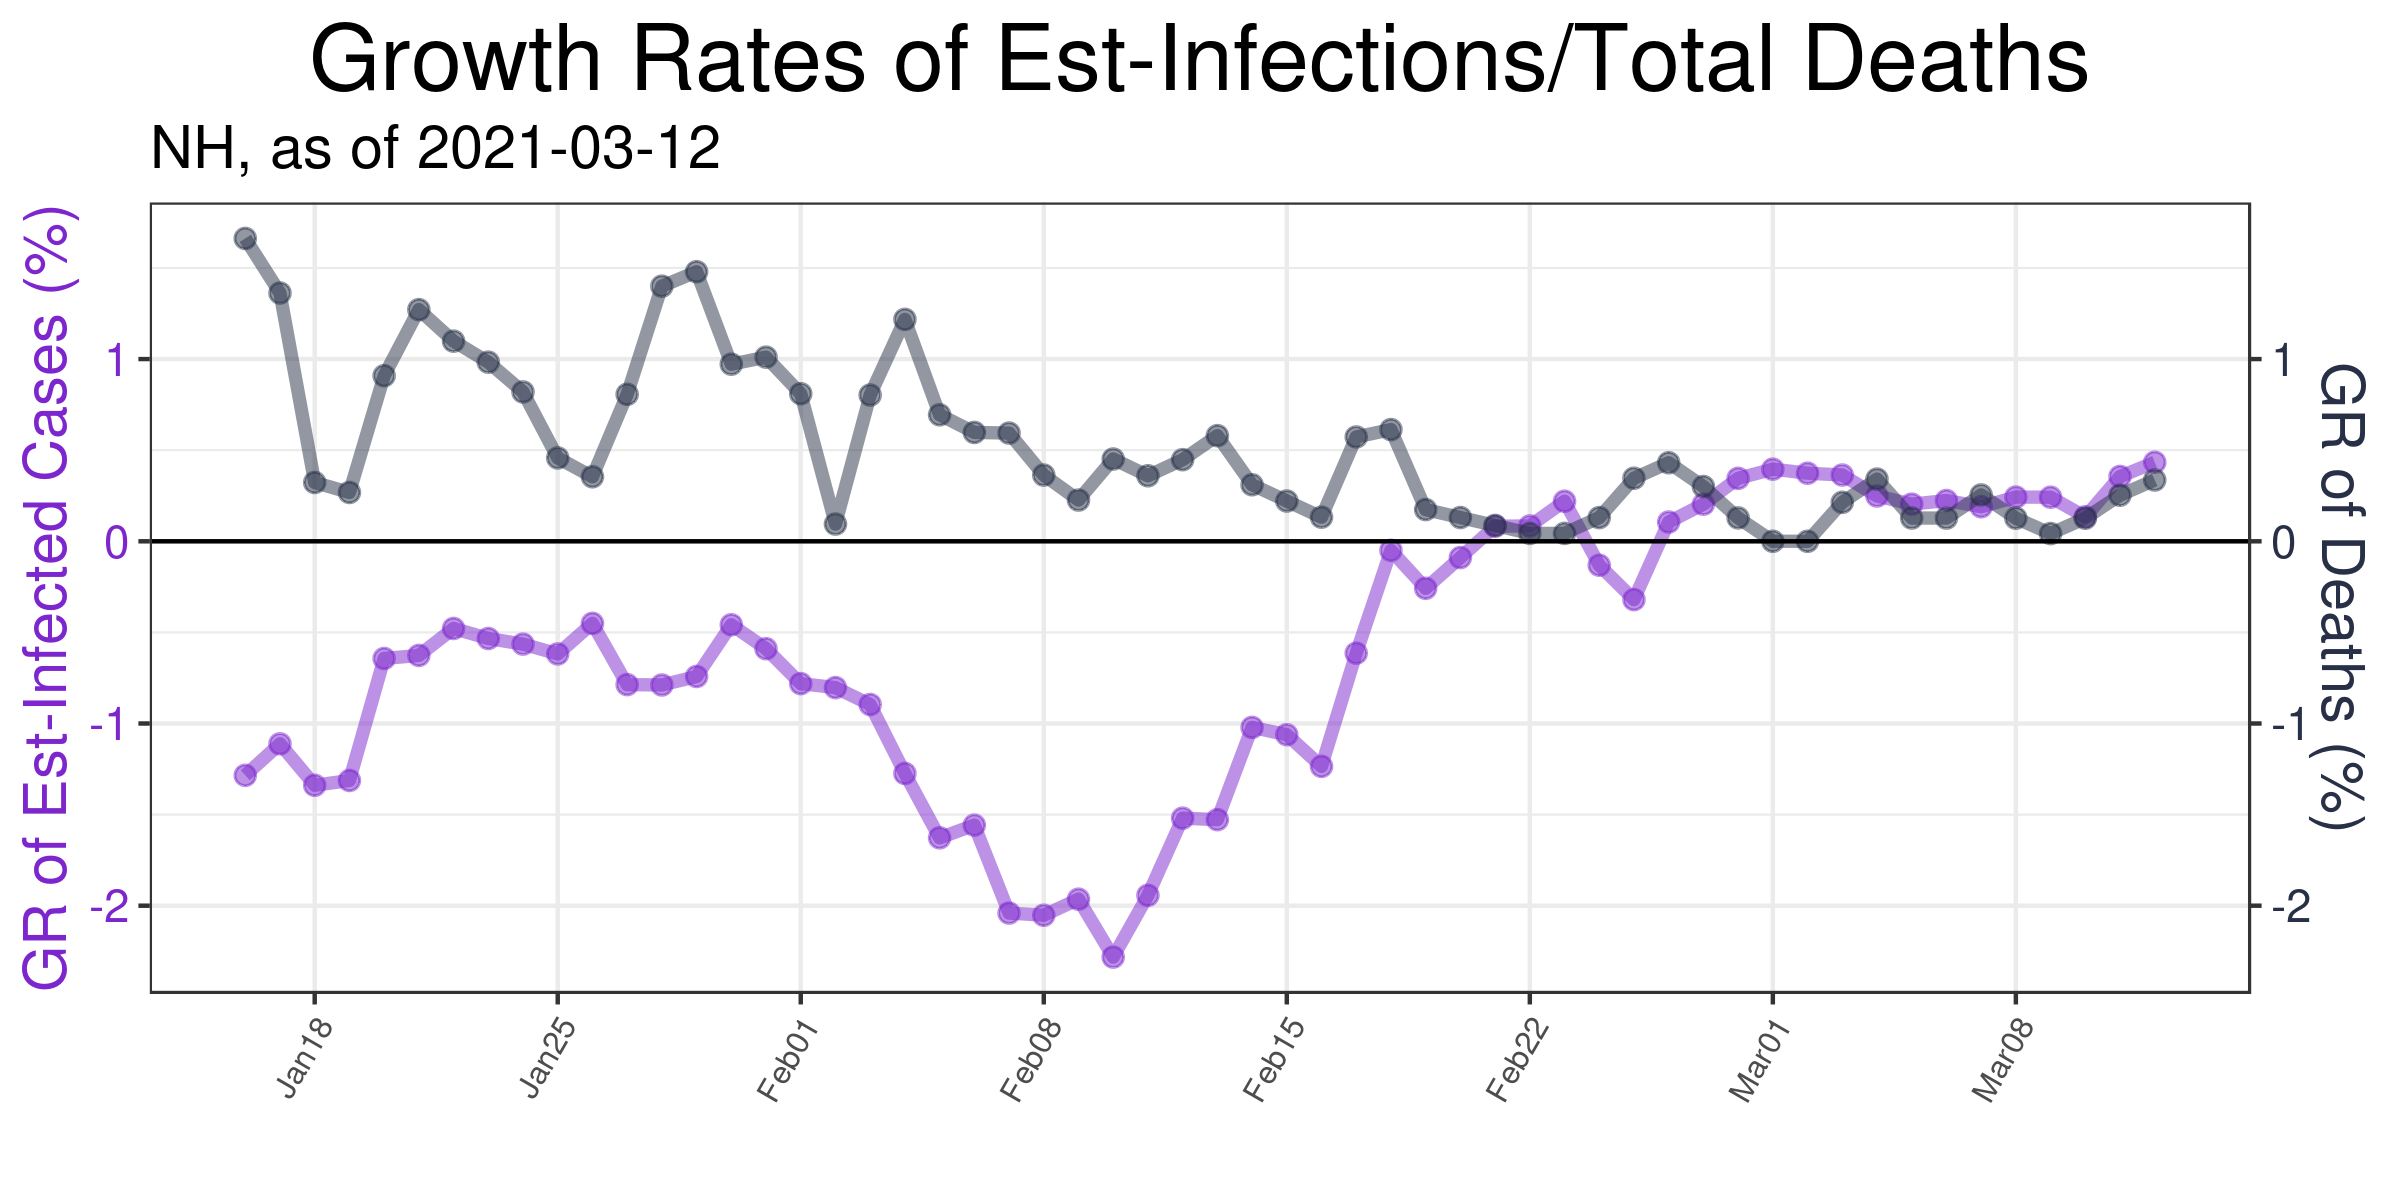 Growth Rates of Est-Infections/Total Deaths
NH, as of 2021-03-12
GR of Est-Infected Cases (%)
1
0
-1
-2
1
0
-1
-2
GR of Deaths (%)
Jan18
Jan25
Feb01
Feb08
Feb15
Feb22
Mar01
Mar08